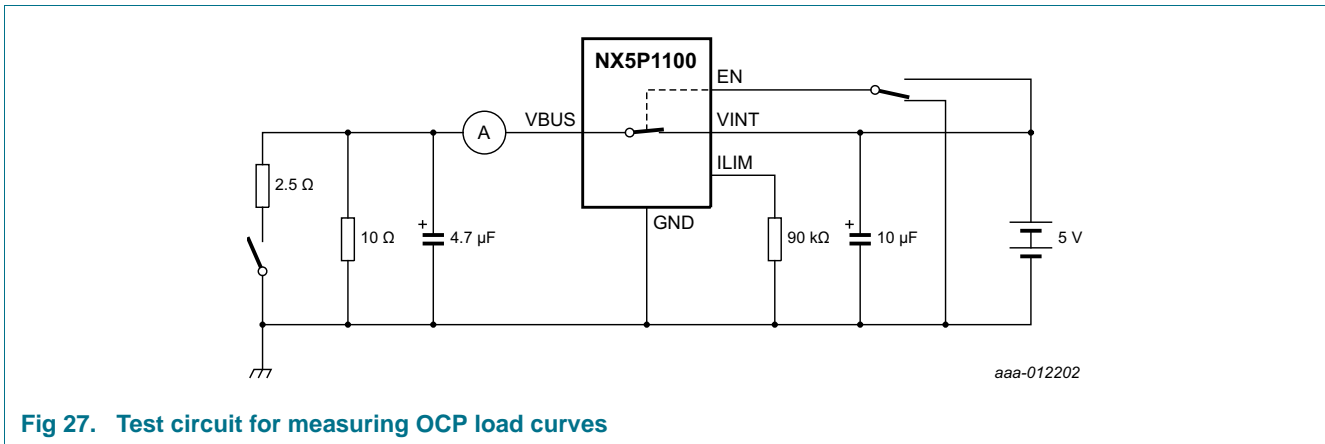 NX5P1100
EN
VBUS
VINT
A
ILIM
2.5 Ω
GND
10 Ω
+
4.7 μF
90 kΩ
+
10 μF
5 V
aaa-012202
Fig 27. Test circuit for measuring OCP load curves